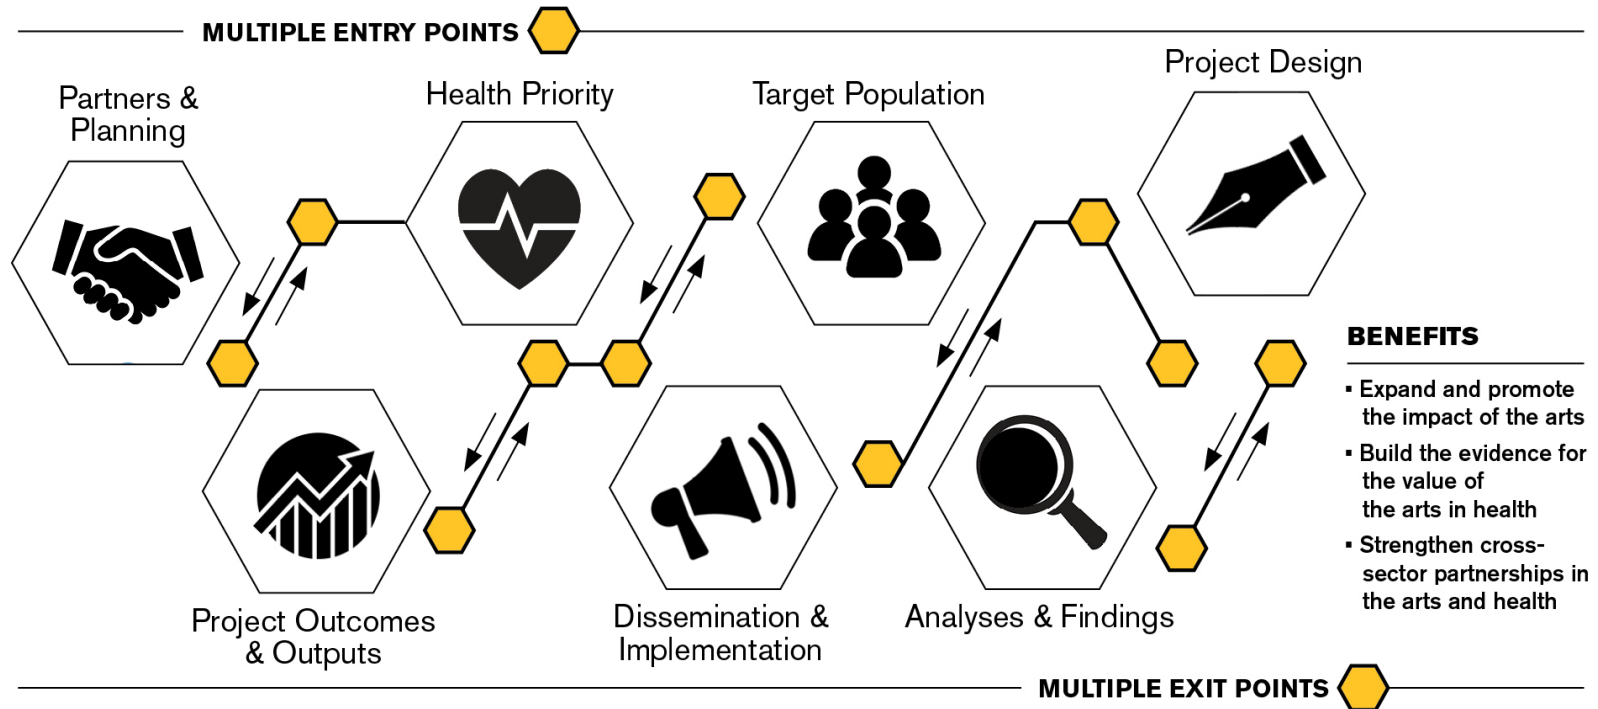 MULTIPLE ENTRY POINTS
Partners &
Planning
Health Priority
Target Population
Project Design
BENEFITS
▪ Expand and promote
the impact of the arts
▪ Build the evidence for
the value of
the arts in health
▪ Strengthen cross-
sector partnerships in
the arts and health
Project Outcomes
& Outputs
Dissemination &
Implementation
Analyses & Findings
MULTIPLE EXIT POINTS